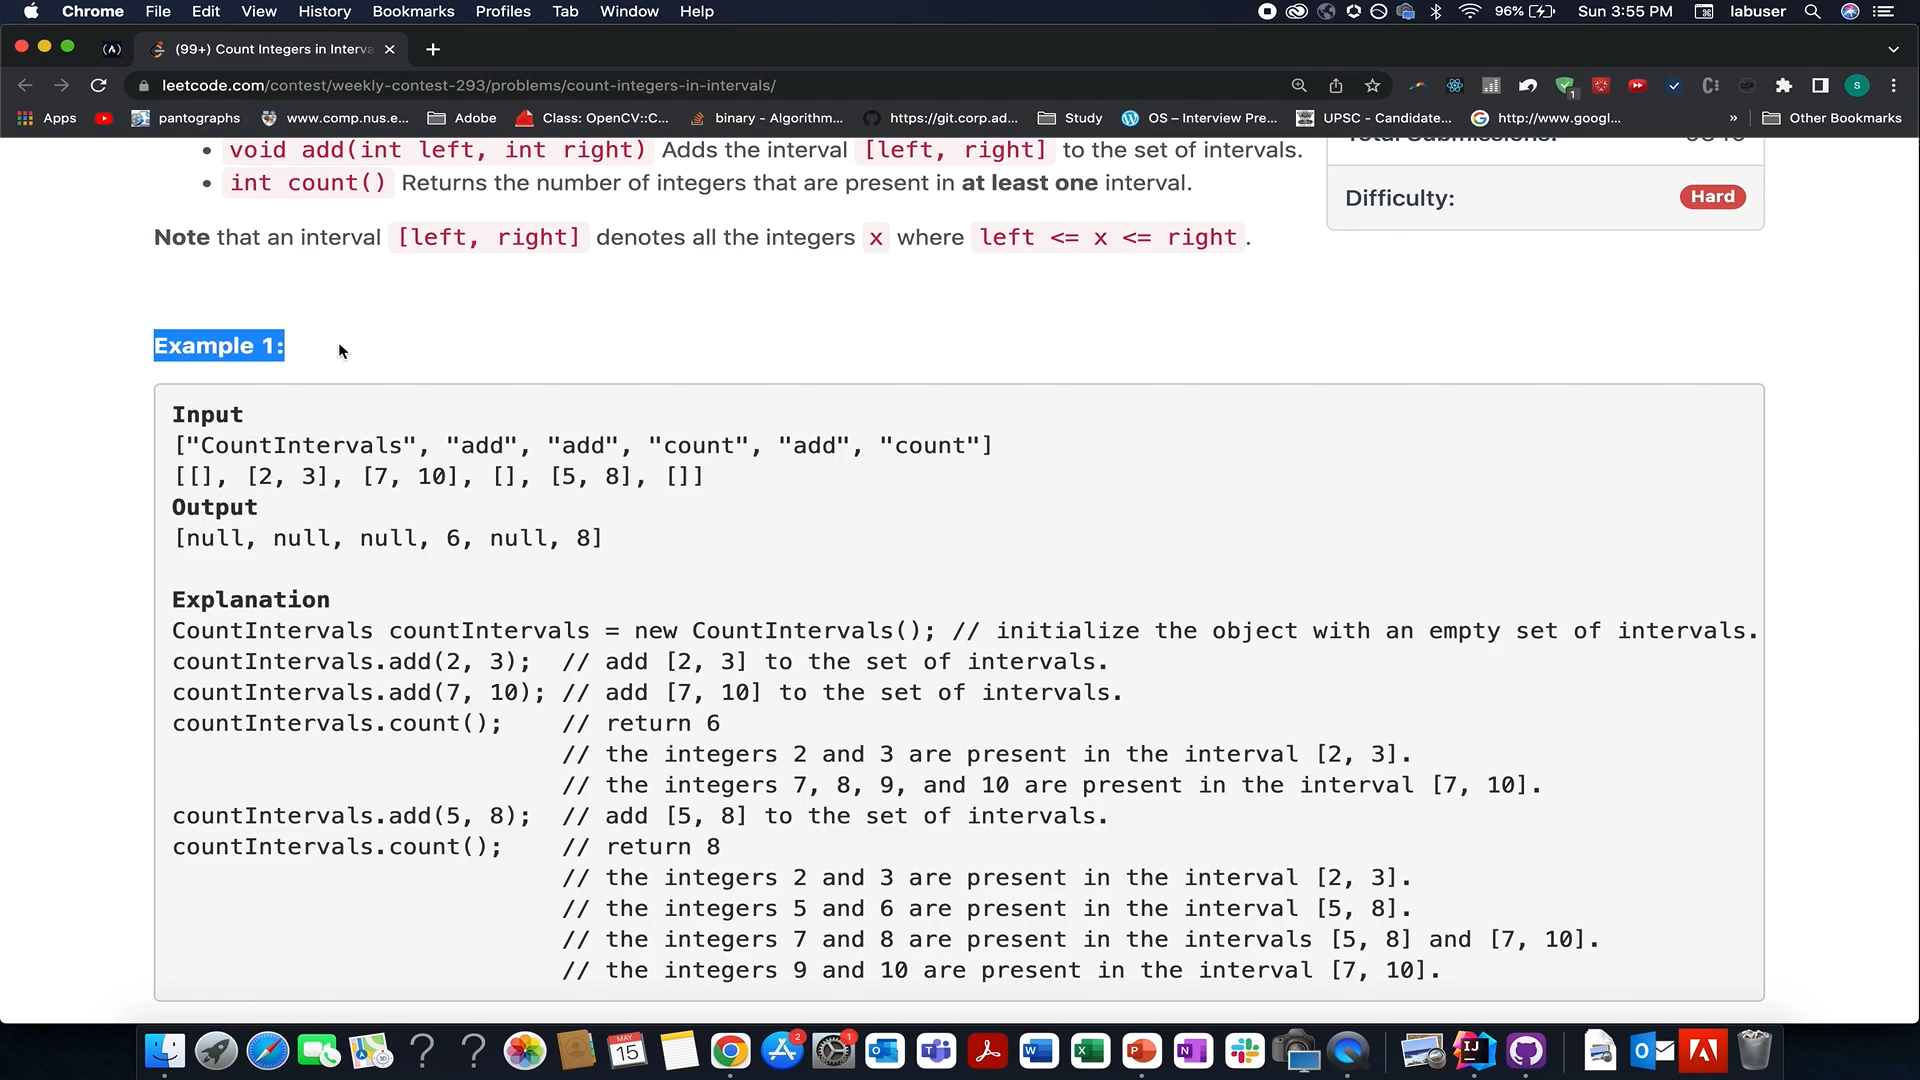 Chrome File Edit View History Bookmarks Profiles Tab Window Help 96% Sun 3:55 PM labuser
(99+) Count Integers in Interva
leetcode.com/contest/weekly-contest-293/problems/count-integers-in-intervals/
Apps pantographs www.comp.nus.e... Adobe Class: OpenCV::C... binary - Algorithm... https://git.corp.ad... Study OS – Interview Pre... UPSC - Candidate... http://www.googl... » Other Bookmarks
• void add(int left, int right) Adds the interval [left, right] to the set of intervals.
• int count() Returns the number of integers that are present in at least one interval.
Difficulty: Hard
Note that an interval [left, right] denotes all the integers x where left <= x <= right.
Example 1:
Input
["CountIntervals", "add", "add", "count", "add", "count"]
[[], [2, 3], [7, 10], [], [5, 8], []]
Output
[null, null, null, 6, null, 8]
Explanation
CountIntervals countIntervals = new CountIntervals(); // initialize the object with an empty set of intervals.
countIntervals.add(2, 3);  // add [2, 3] to the set of intervals.
countIntervals.add(7, 10); // add [7, 10] to the set of intervals.
countIntervals.count();    // return 6
// the integers 2 and 3 are present in the interval [2, 3].
// the integers 7, 8, 9, and 10 are present in the interval [7, 10].
countIntervals.add(5, 8);  // add [5, 8] to the set of intervals.
countIntervals.count();    // return 8
// the integers 2 and 3 are present in the interval [2, 3].
// the integers 5 and 6 are present in the interval [5, 8].
// the integers 7 and 8 are present in the intervals [5, 8] and [7, 10].
// the integers 9 and 10 are present in the interval [7, 10].